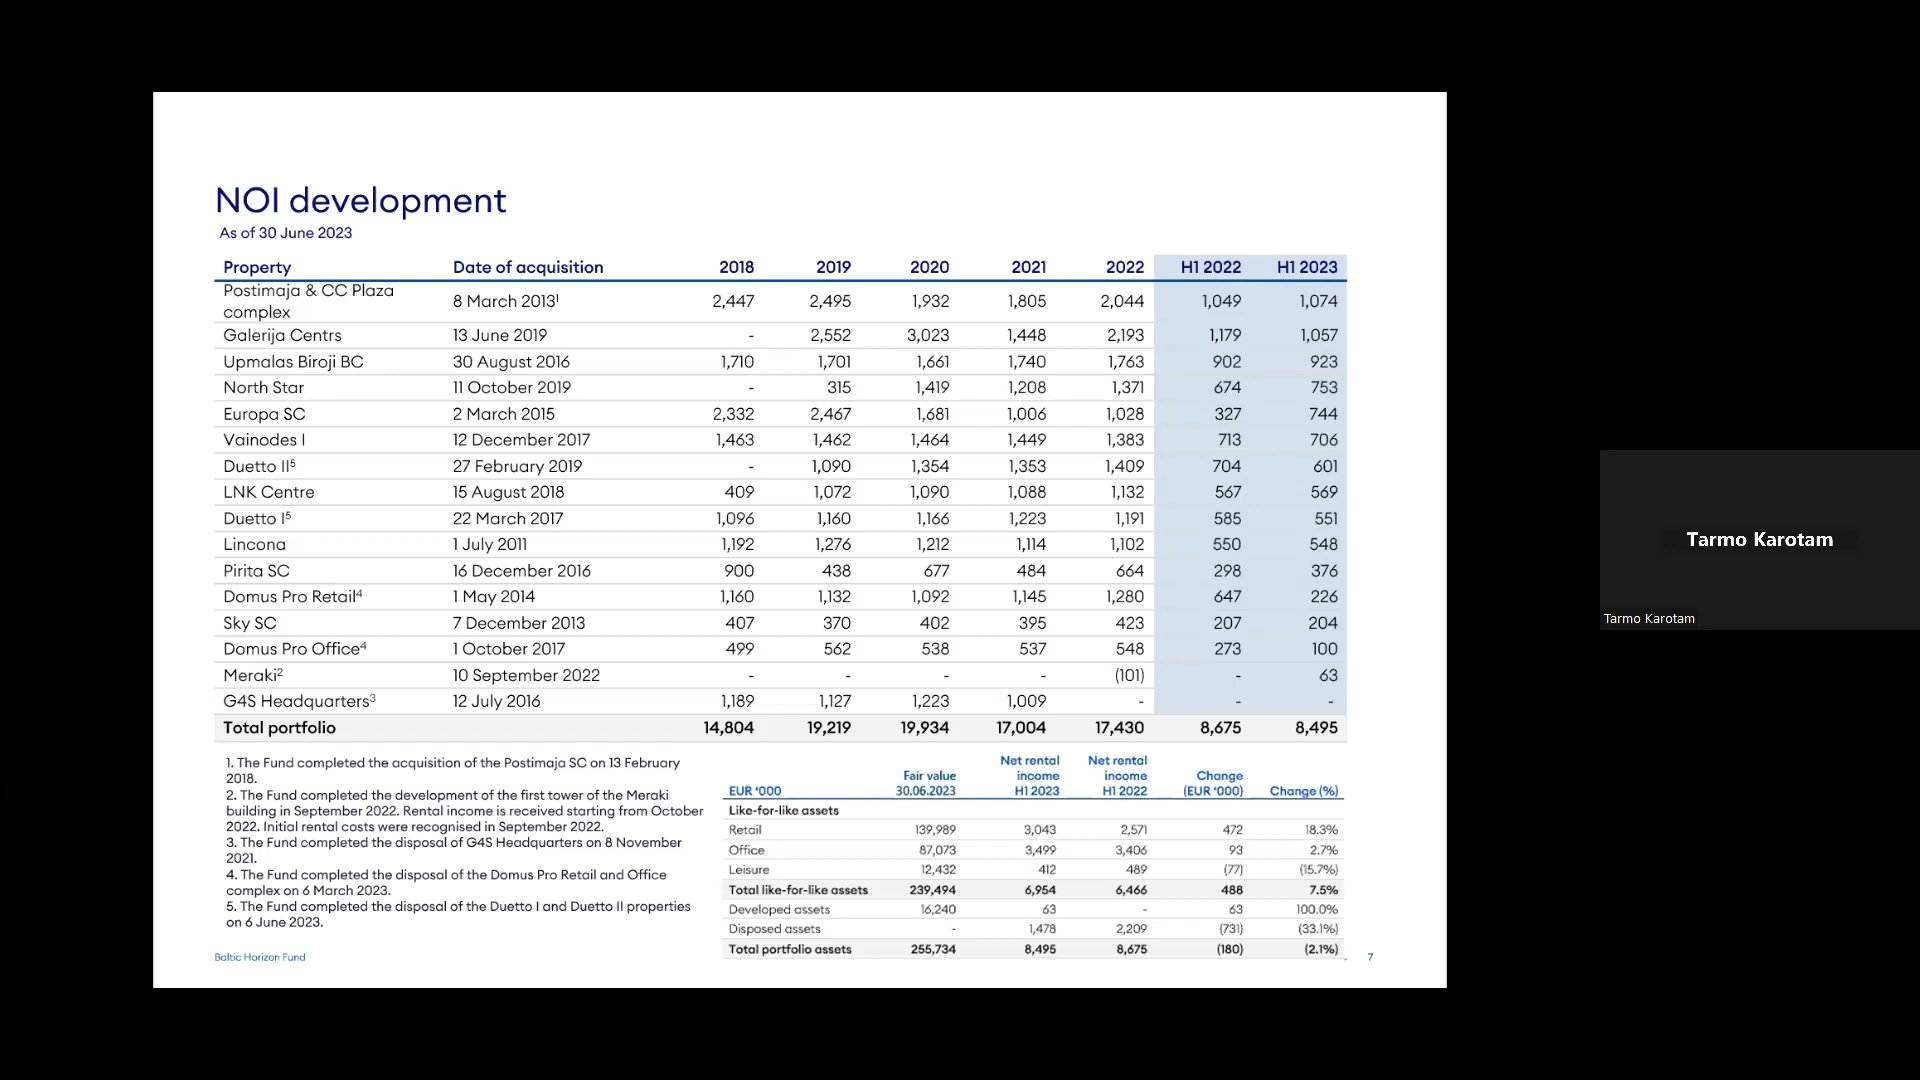 NOI development
As of 30 June 2023
Property Date of acquisition 2018 2019 2020 2021 2022 H1 2022 H1 2023
Postimaja & CC Plaza
complex 8 March 2013¹ 2,447 2,495 1,932 1,805 2,044 1,049 1,074
Galerija Centrs 13 June 2019 - 2,552 3,023 1,448 2,193 1,179 1,057
Upmalas Biroji BC 30 August 2016 1,710 1,701 1,661 1,740 1,763 902 923
North Star 11 October 2019 - 315 1,419 1,208 1,371 674 753
Europa SC 2 March 2015 2,332 2,467 1,681 1,006 1,028 327 744
Vainodes I 12 December 2017 1,463 1,462 1,464 1,449 1,383 713 706
Duetto II⁵ 27 February 2019 - 1,090 1,354 1,353 1,409 704 601
LNK Centre 15 August 2018 409 1,072 1,090 1,088 1,132 567 569
Duetto I⁵ 22 March 2017 1,096 1,160 1,166 1,223 1,191 585 551
Lincona 1 July 2011 1,192 1,276 1,212 1,114 1,102 550 548
Pirita SC 16 December 2016 900 438 677 484 664 298 376
Domus Pro Retail⁴ 1 May 2014 1,160 1,132 1,092 1,145 1,280 647 226
Sky SC 7 December 2013 407 370 402 395 423 207 204
Domus Pro Office⁴ 1 October 2017 499 562 538 537 548 273 100
Meraki² 10 September 2022 - - - - (101) - 63
G4S Headquarters³ 12 July 2016 1,189 1,127 1,223 1,009 - - -
Total portfolio 14,804 19,219 19,934 17,004 17,430 8,675 8,495
1. The Fund completed the acquisition of the Postimaja SC on 13 February
2018.
2. The Fund completed the development of the first tower of the Meraki
building in September 2022. Rental income is received starting from October
2022. Initial rental costs were recognised in September 2022.
3. The Fund completed the disposal of G4S Headquarters on 8 November
2021.
4. The Fund completed the disposal of the Domus Pro Retail and Office
complex on 6 March 2023.
5. The Fund completed the disposal of the Duetto I and Duetto II properties
on 6 June 2023.
Net rental Net rental
Fair value income income Change
EUR ‘000 30.06.2023 H1 2023 H1 2022 (EUR ‘000) Change (%)
Like-for-like assets
Retail 139,989 3,043 2,571 472 18.3%
Office 87,073 3,499 3,406 93 2.7%
Leisure 12,432 412 489 (77) (15.7%)
Total like-for-like assets 239,494 6,954 6,466 488 7.5%
Developed assets 16,240 63 - 63 100.0%
Disposed assets - 1,478 2,209 (731) (33.1%)
Total portfolio assets 255,734 8,495 8,675 (180) (2.1%)
Baltic Horizon Fund 7
Tarmo Karotam
Tarmo Karotam